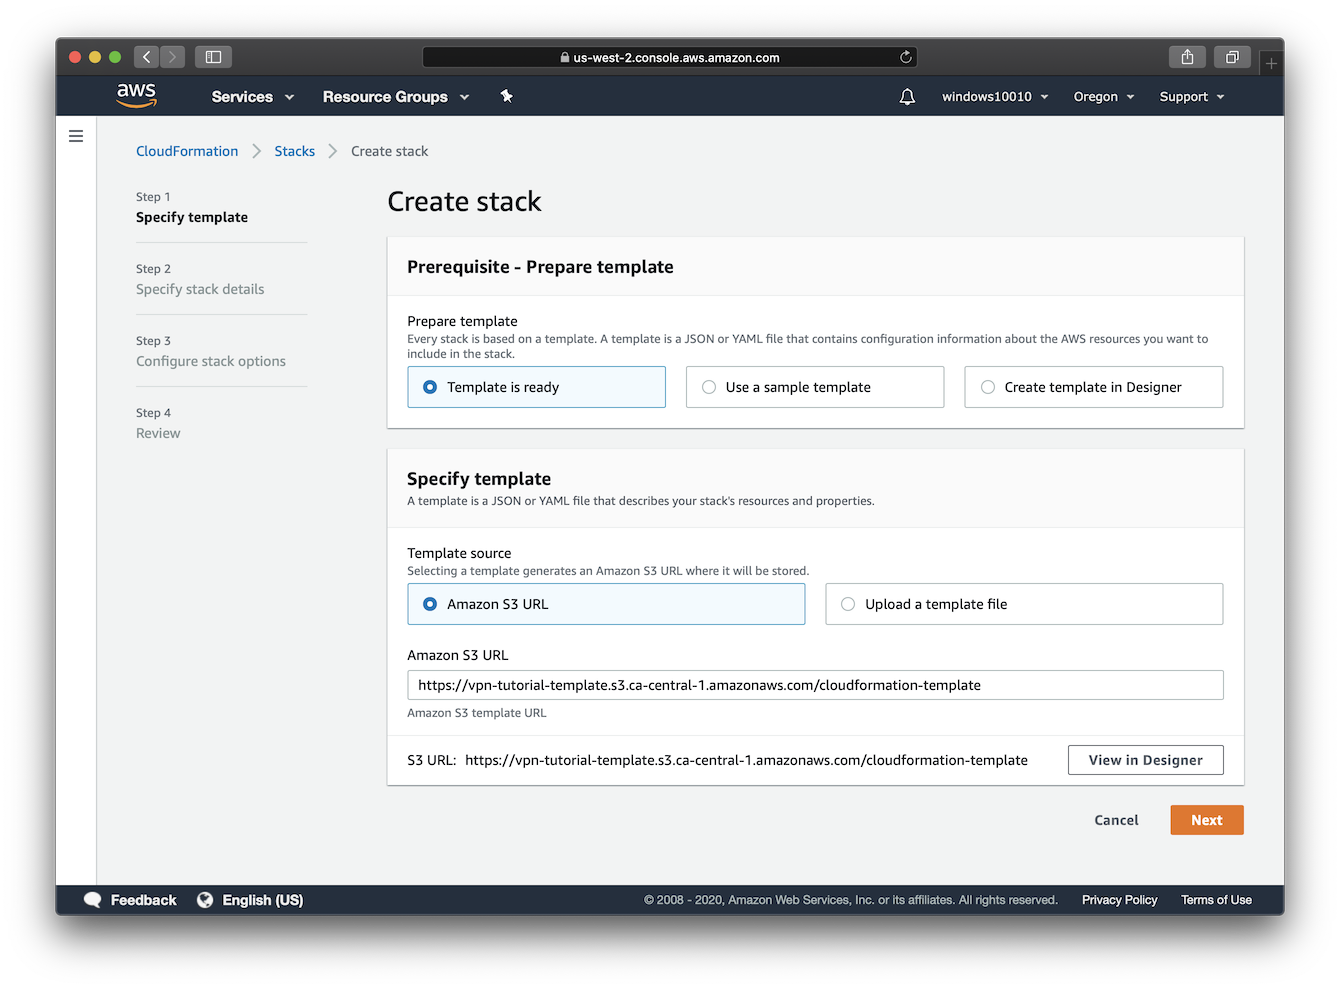 us-west-2.console.aws.amazon.com
aws
Services
Resource Groups
windows10010
Oregon
Support
CloudFormation
Stacks
Create stack
Step 1
Specify template
Step 2
Specify stack details
Step 3
Configure stack options
Step 4
Review
Create stack
Prerequisite - Prepare template
Prepare template
Every stack is based on a template. A template is a JSON or YAML file that contains configuration information about the AWS resources you want to
include in the stack.
Template is ready
Use a sample template
Create template in Designer
Specify template
A template is a JSON or YAML file that describes your stack's resources and properties.
Template source
Selecting a template generates an Amazon S3 URL where it will be stored.
Amazon S3 URL
Upload a template file
Amazon S3 URL
https://vpn-tutorial-template.s3.ca-central-1.amazonaws.com/cloudformation-template
Amazon S3 template URL
S3 URL: https://vpn-tutorial-template.s3.ca-central-1.amazonaws.com/cloudformation-template
View in Designer
Cancel
Next
Feedback
English (US)
© 2008 - 2020, Amazon Web Services, Inc. or its affiliates. All rights reserved.
Privacy Policy
Terms of Use